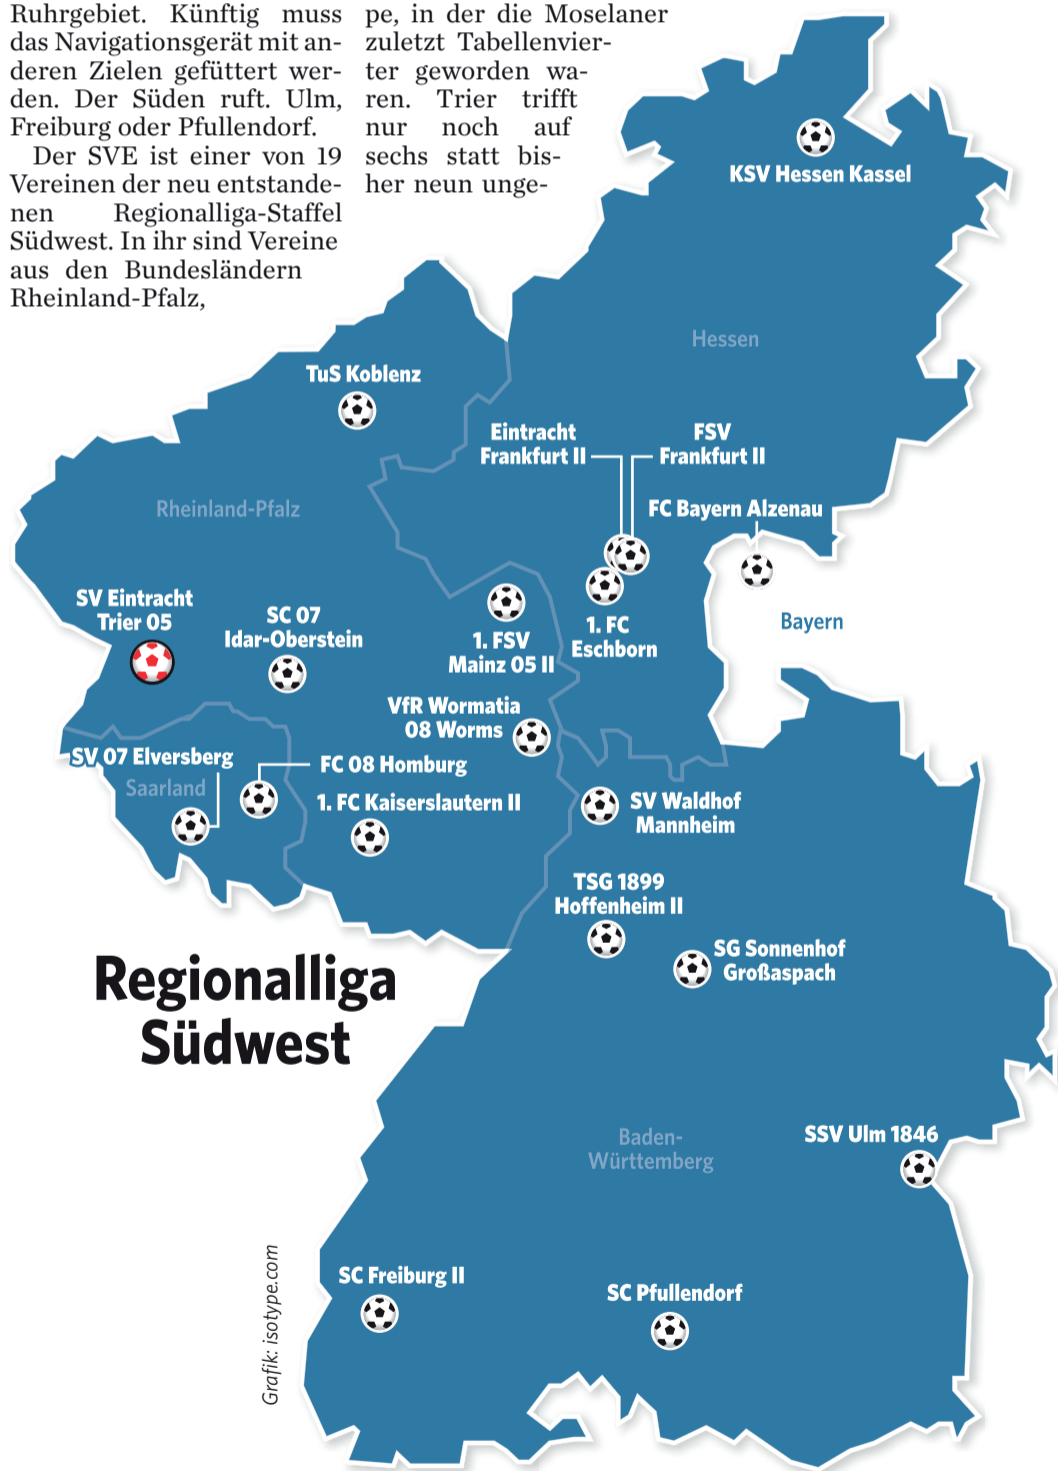 Ruhrgebiet. Künftig muss
das Navigationsgerät mit an-
deren Zielen gefüttert wer-
den. Der Süden ruft. Ulm,
Freiburg oder Pfullendorf.
Der SVE ist einer von 19
Vereinen der neu entstande-
nen Regionalliga-Staffel
Südwest. In ihr sind Vereine
aus den Bundesländern
Rheinland-Pfalz,
pe, in der die Moselaner
zuletzt Tabellenvier-
ter geworden wa-
ren. Trier trifft
nur noch auf
sechs statt bis-
her neun unge-
KSV Hessen Kassel
Hessen
TuS Koblenz
Eintracht
Frankfurt II
FSV
Frankfurt II
FC Bayern Alzenau
Rheinland-Pfalz
SV Eintracht
Trier 05
SC 07
Idar-Oberstein
1. FSV
Mainz 05 II
1. FC
Eschborn
Bayern
VfR Wormatia
08 Worms
SV 07 Elversberg
Saarland
FC 08 Homburg
1. FC Kaiserslautern II
SV Waldhof
Mannheim
TSG 1899
Hoffenheim II
SG Sonnenhof
Großaspach
Regionalliga
Südwest
Baden-
Württemberg
SSV Ulm 1846
SC Freiburg II
SC Pfullendorf
Grafik: isotype.com